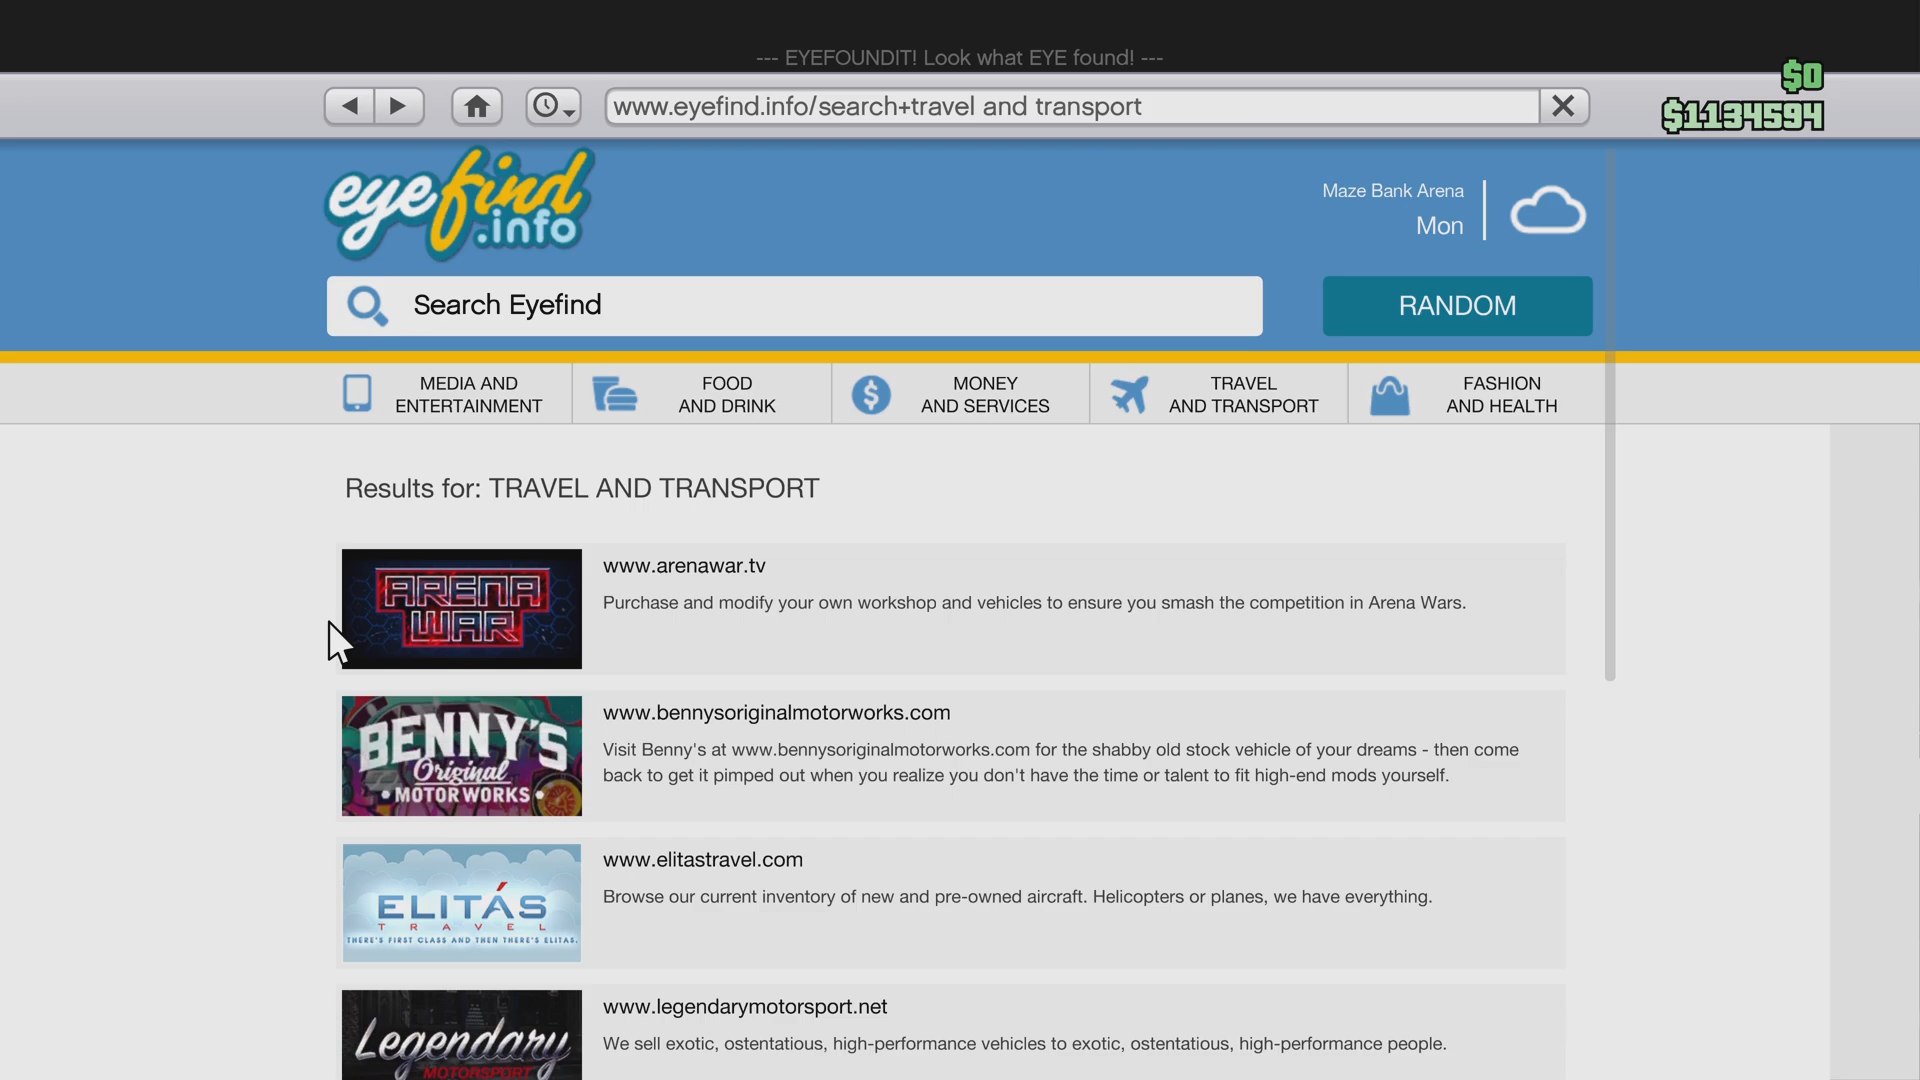 --- EYEFOUNDIT! Look what EYE found! ---
$0
www.eyefind.info/search+travel and transport
$1134594
eyefind
.info
Maze Bank Arena
Mon
Search Eyefind
RANDOM
MEDIA AND
ENTERTAINMENT
FOOD
AND DRINK
MONEY
AND SERVICES
TRAVEL
AND TRANSPORT
FASHION
AND HEALTH
Results for: TRAVEL AND TRANSPORT
ARENA
WAR
www.arenawar.tv
Purchase and modify your own workshop and vehicles to ensure you smash the competition in Arena Wars.
BENNY'S
Original
• MOTOR WORKS •
www.bennysoriginalmotorworks.com
Visit Benny's at www.bennysoriginalmotorworks.com for the shabby old stock vehicle of your dreams - then come
back to get it pimped out when you realize you don't have the time or talent to fit high-end mods yourself.
ELITÁS
TRAVEL
THERE'S FIRST CLASS AND THEN THERE'S ELITAS.
www.elitastravel.com
Browse our current inventory of new and pre-owned aircraft. Helicopters or planes, we have everything.
Legendary
MOTORSPORT
www.legendarymotorsport.net
We sell exotic, ostentatious, high-performance vehicles to exotic, ostentatious, high-performance people.